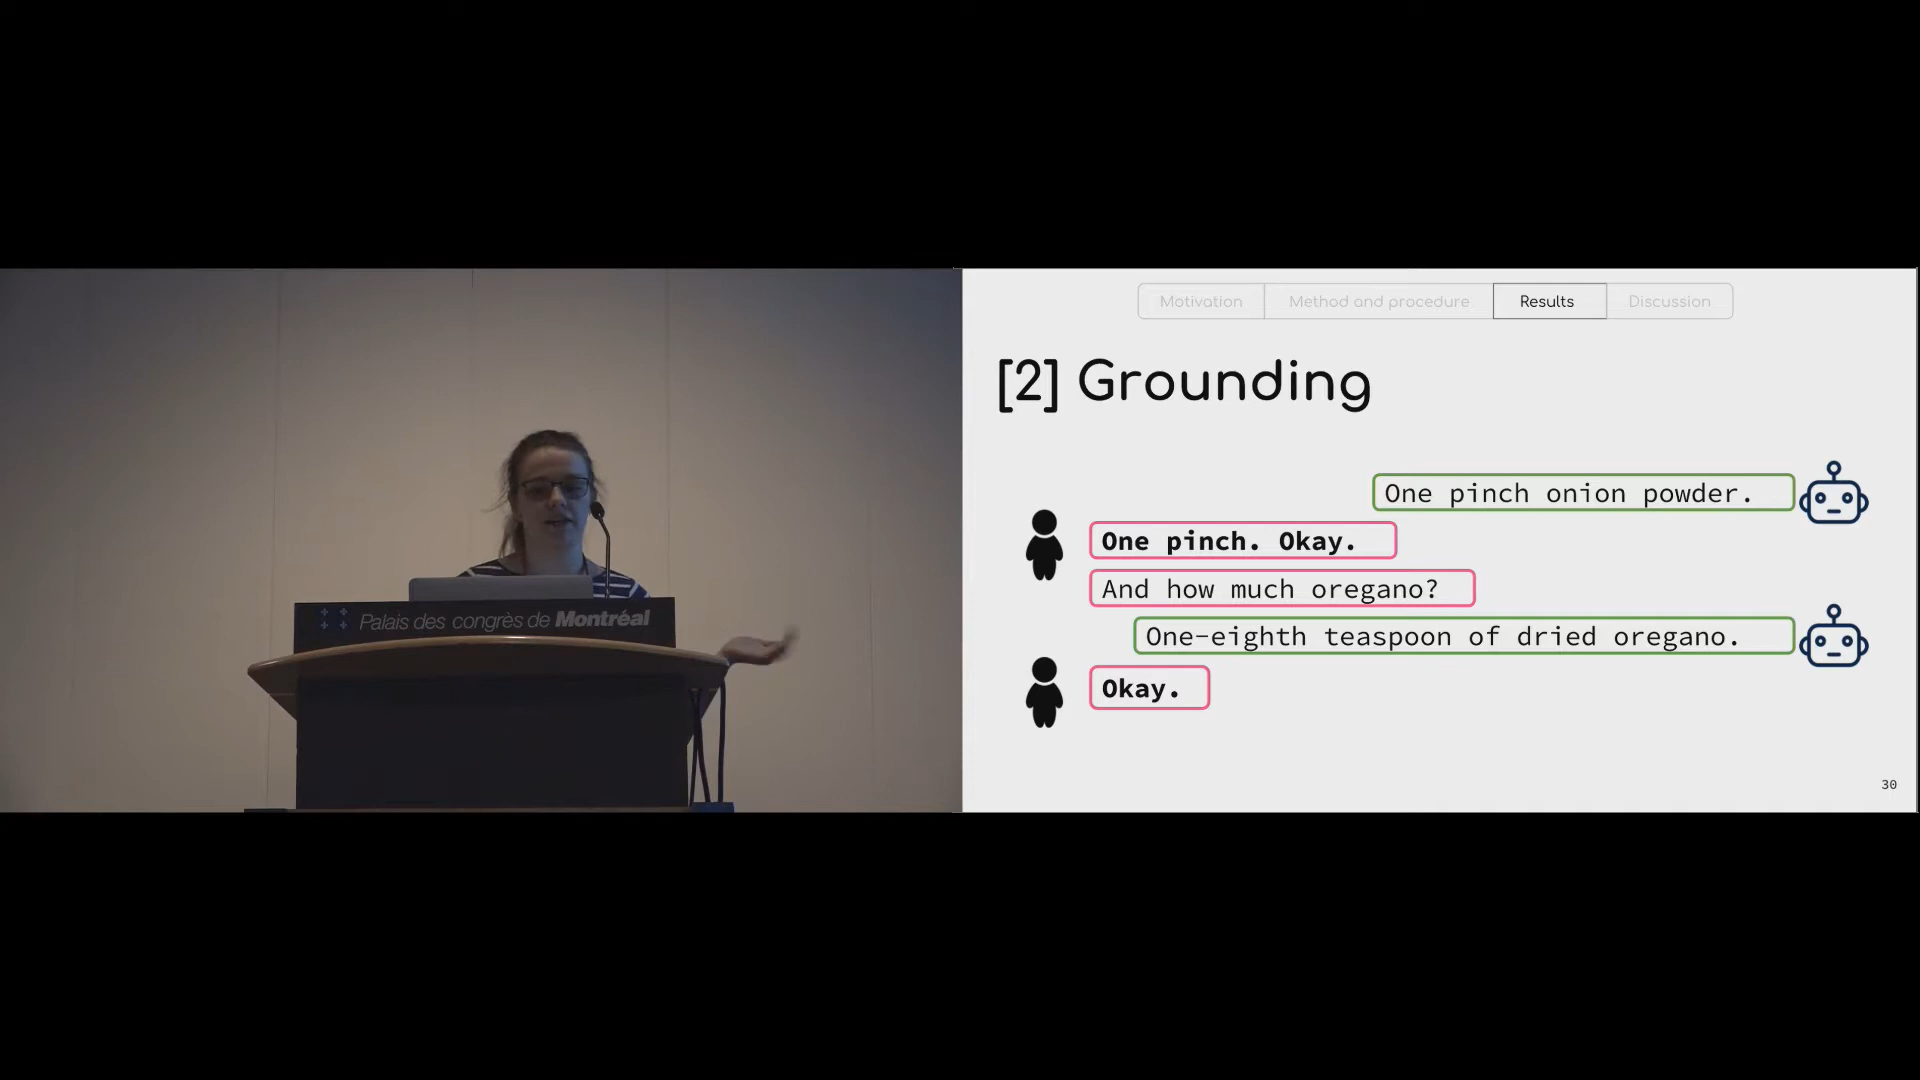 Palais des congrès de Montréal
Motivation
Method and procedure
Results
Discussion
[2] Grounding
One pinch onion powder.
One pinch. Okay.
And how much oregano?
One-eighth teaspoon of dried oregano.
Okay.
30